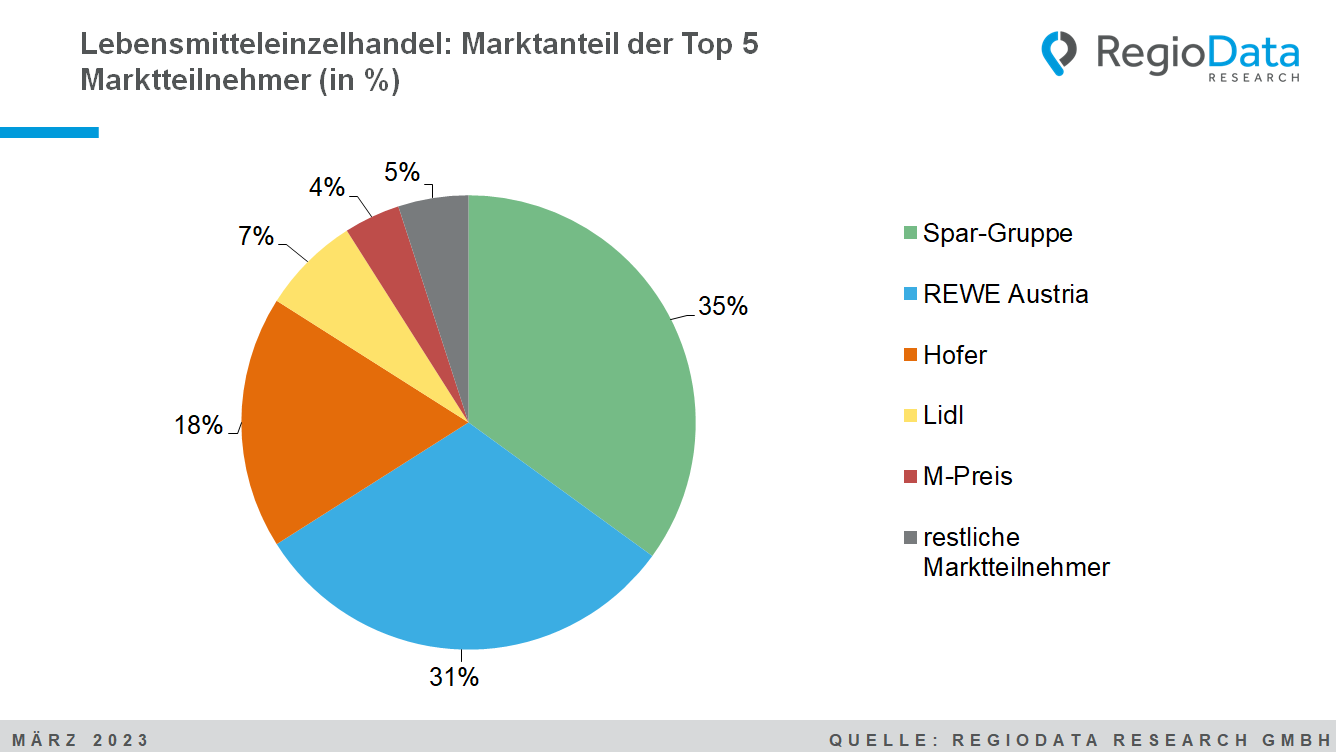 Lebensmitteleinzelhandel: Marktanteil der Top 5
Marktteilnehmer (in %)
RegioData
RESEARCH
5%
4%
7%
35%
18%
31%
Spar-Gruppe
REWE Austria
Hofer
Lidl
M-Preis
restliche
Marktteilnehmer
MÄRZ 2023
QUELLE: REGIODATA RESEARCH GMBH